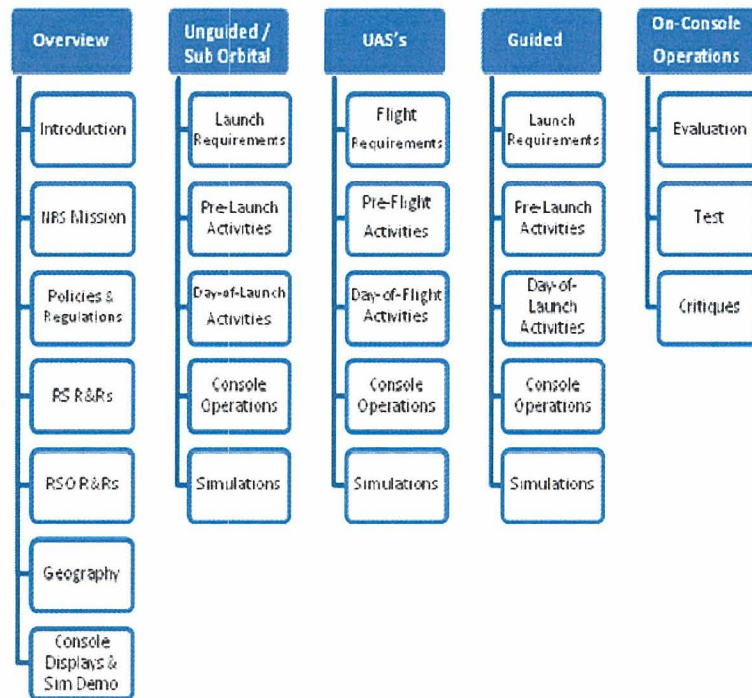 Overview
Introduction
NRS Mission
Policies &
Regulations
RS R&Rs
RSO R&Rs
Geography
Console
Displays &
Sim Demo
Unguided /
Sub Orbital
Launch
Requirements
Pre-Launch
Activities
Day-of-Launch
Activities
Console
Operations
Simulations
UAS's
Flight
Requirements
Pre-Flight
Activities
Day-of-Flight
Activities
Console
Operations
Simulations
Guided
Launch
Requirements
Pre-Launch
Activities
Day-of-
Launch
Activities
Console
Operations
Simulations
On-Console
Operations
Evaluation
Test
Critiques